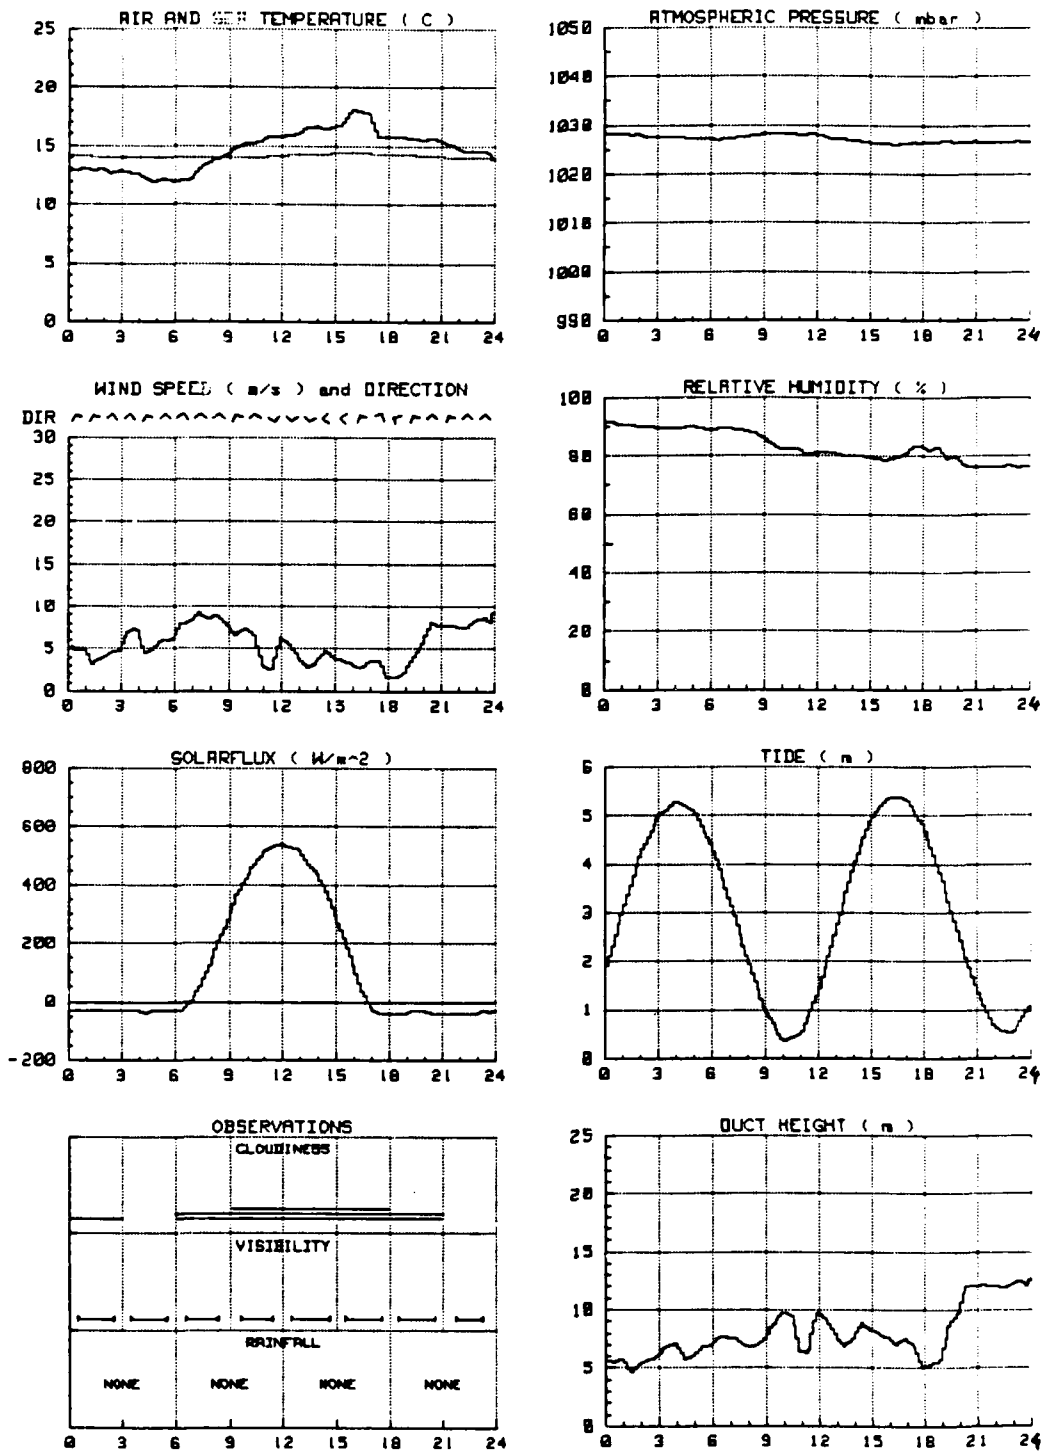 AIR AND SEA TEMPERATURE ( C )
25
20
15
10
5
0
0 3 6 9 12 15 18 21 24
ATMOSPHERIC PRESSURE ( mbar )
1050
1040
1030
1020
1010
1000
990
0 3 6 9 12 15 18 21 24
WIND SPEED ( m/s ) and DIRECTION
DIR
30
25
20
15
10
5
0
0 3 6 9 12 15 18 21 24
RELATIVE HUMIDITY ( % )
100
80
60
40
20
0
0 3 6 9 12 15 18 21 24
SOLARFLUX ( W/m^2 )
800
600
400
200
0
-200
0 3 6 9 12 15 18 21 24
TIDE ( m )
6
5
4
3
2
1
0
0 3 6 9 12 15 18 21 24
OBSERVATIONS
CLOUDINESS
VISIBILITY
RAINFALL
NONE NONE NONE NONE
0 3 6 9 12 15 18 21 24
DUCT HEIGHT ( m )
25
20
15
10
5
0
0 3 6 9 12 15 18 21 24